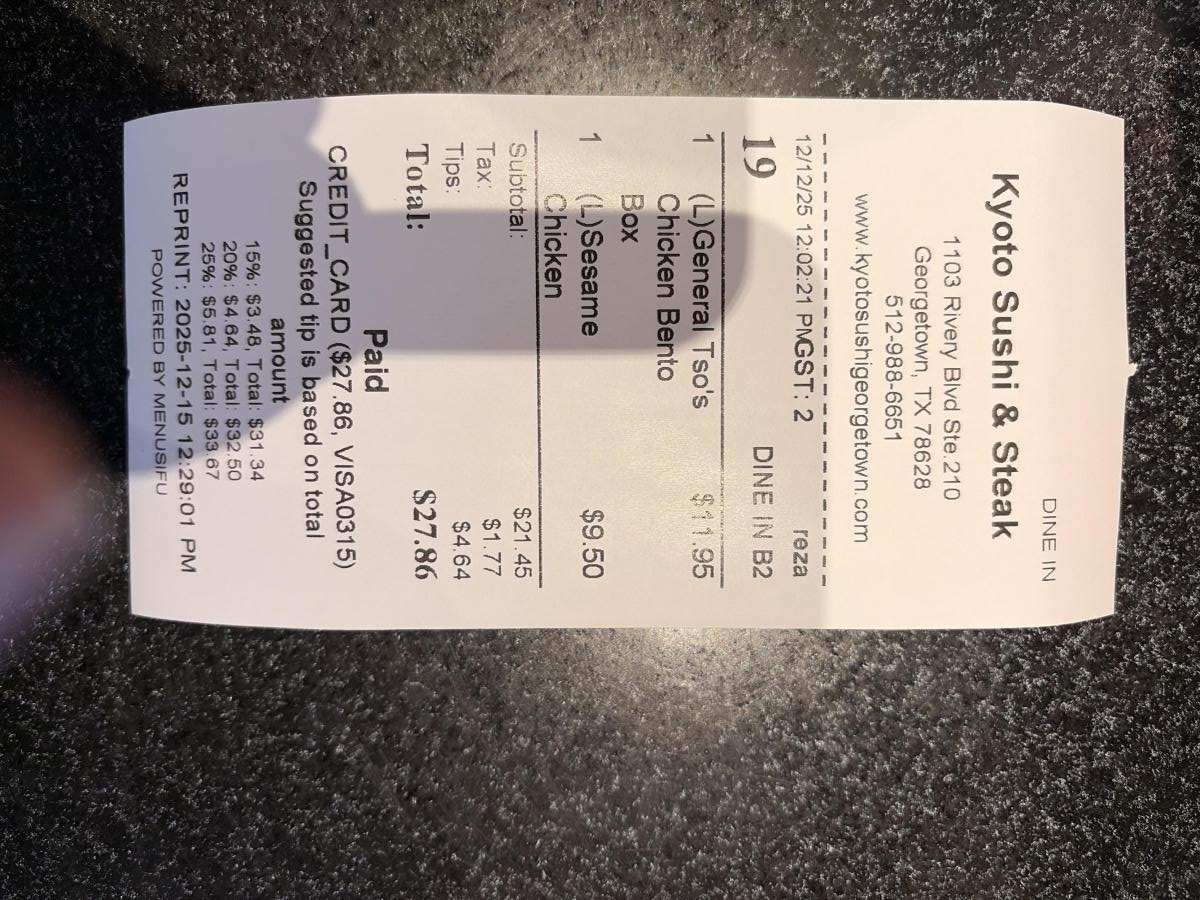 DINE IN
Kyoto Sushi & Steak
1103 Rivery Blvd Ste.210
Georgetown, TX 78628
512-988-6651
www.kyotosushigeorgetown.com
12/12/25 12:02:21 PMGST: 2 reza
19 DINE IN B2
1 (L)General Tso's $11.95
Chicken Bento
Box
1 (L)Sesame $9.50
Chicken
Subtotal: $21.45
Tax: $1.77
Tips: $4.64
Total: $27.86
Paid
CREDIT_CARD ($27.86, VISA0315)
Suggested tip is based on total
amount
15%: $3.48, Total: $31.34
20%: $4.64, Total: $32.50
25%: $5.81, Total: $33.67
REPRINT: 2025-12-15 12:29:01 PM
POWERED BY MENUSIFU